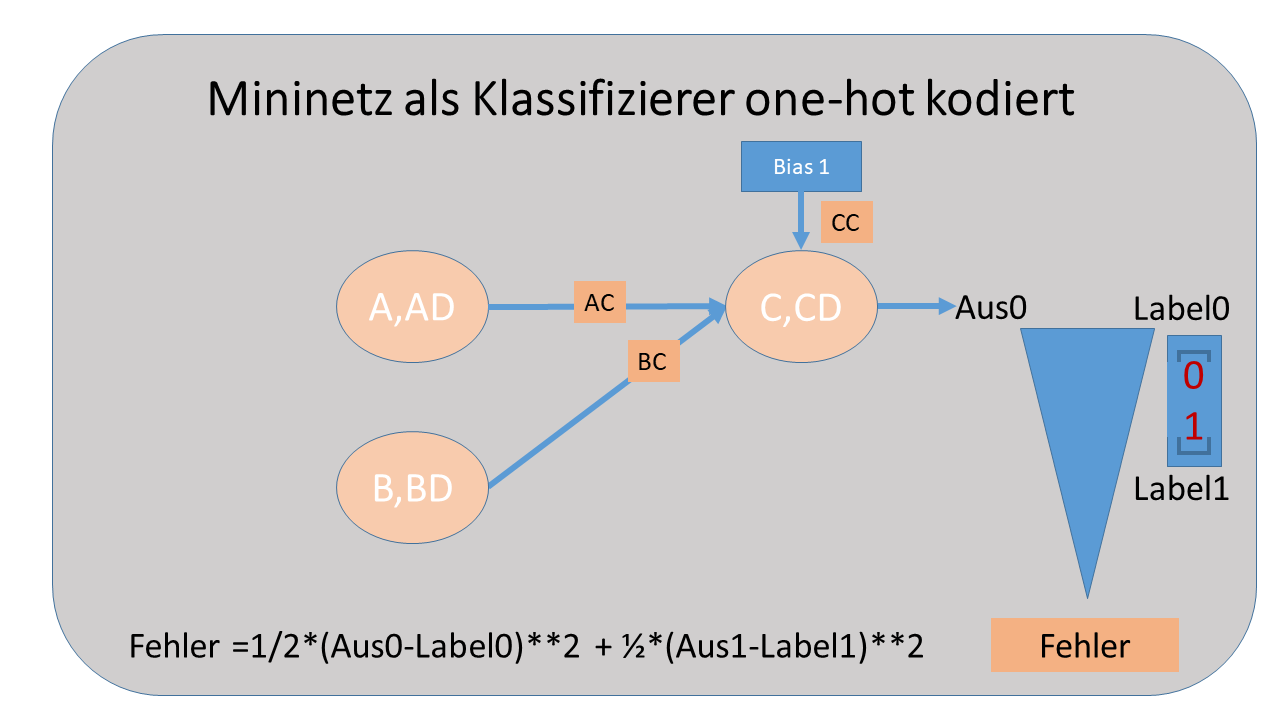 Mininetz als Klassifizierer one-hot kodiert
Bias 1
CC
A,AD
AC
C,CD
Aus0
Label0
BC
0
1
B,BD
Label1
Fehler =1/2*(Aus0-Label0)**2 + ½*(Aus1-Label1)**2
Fehler